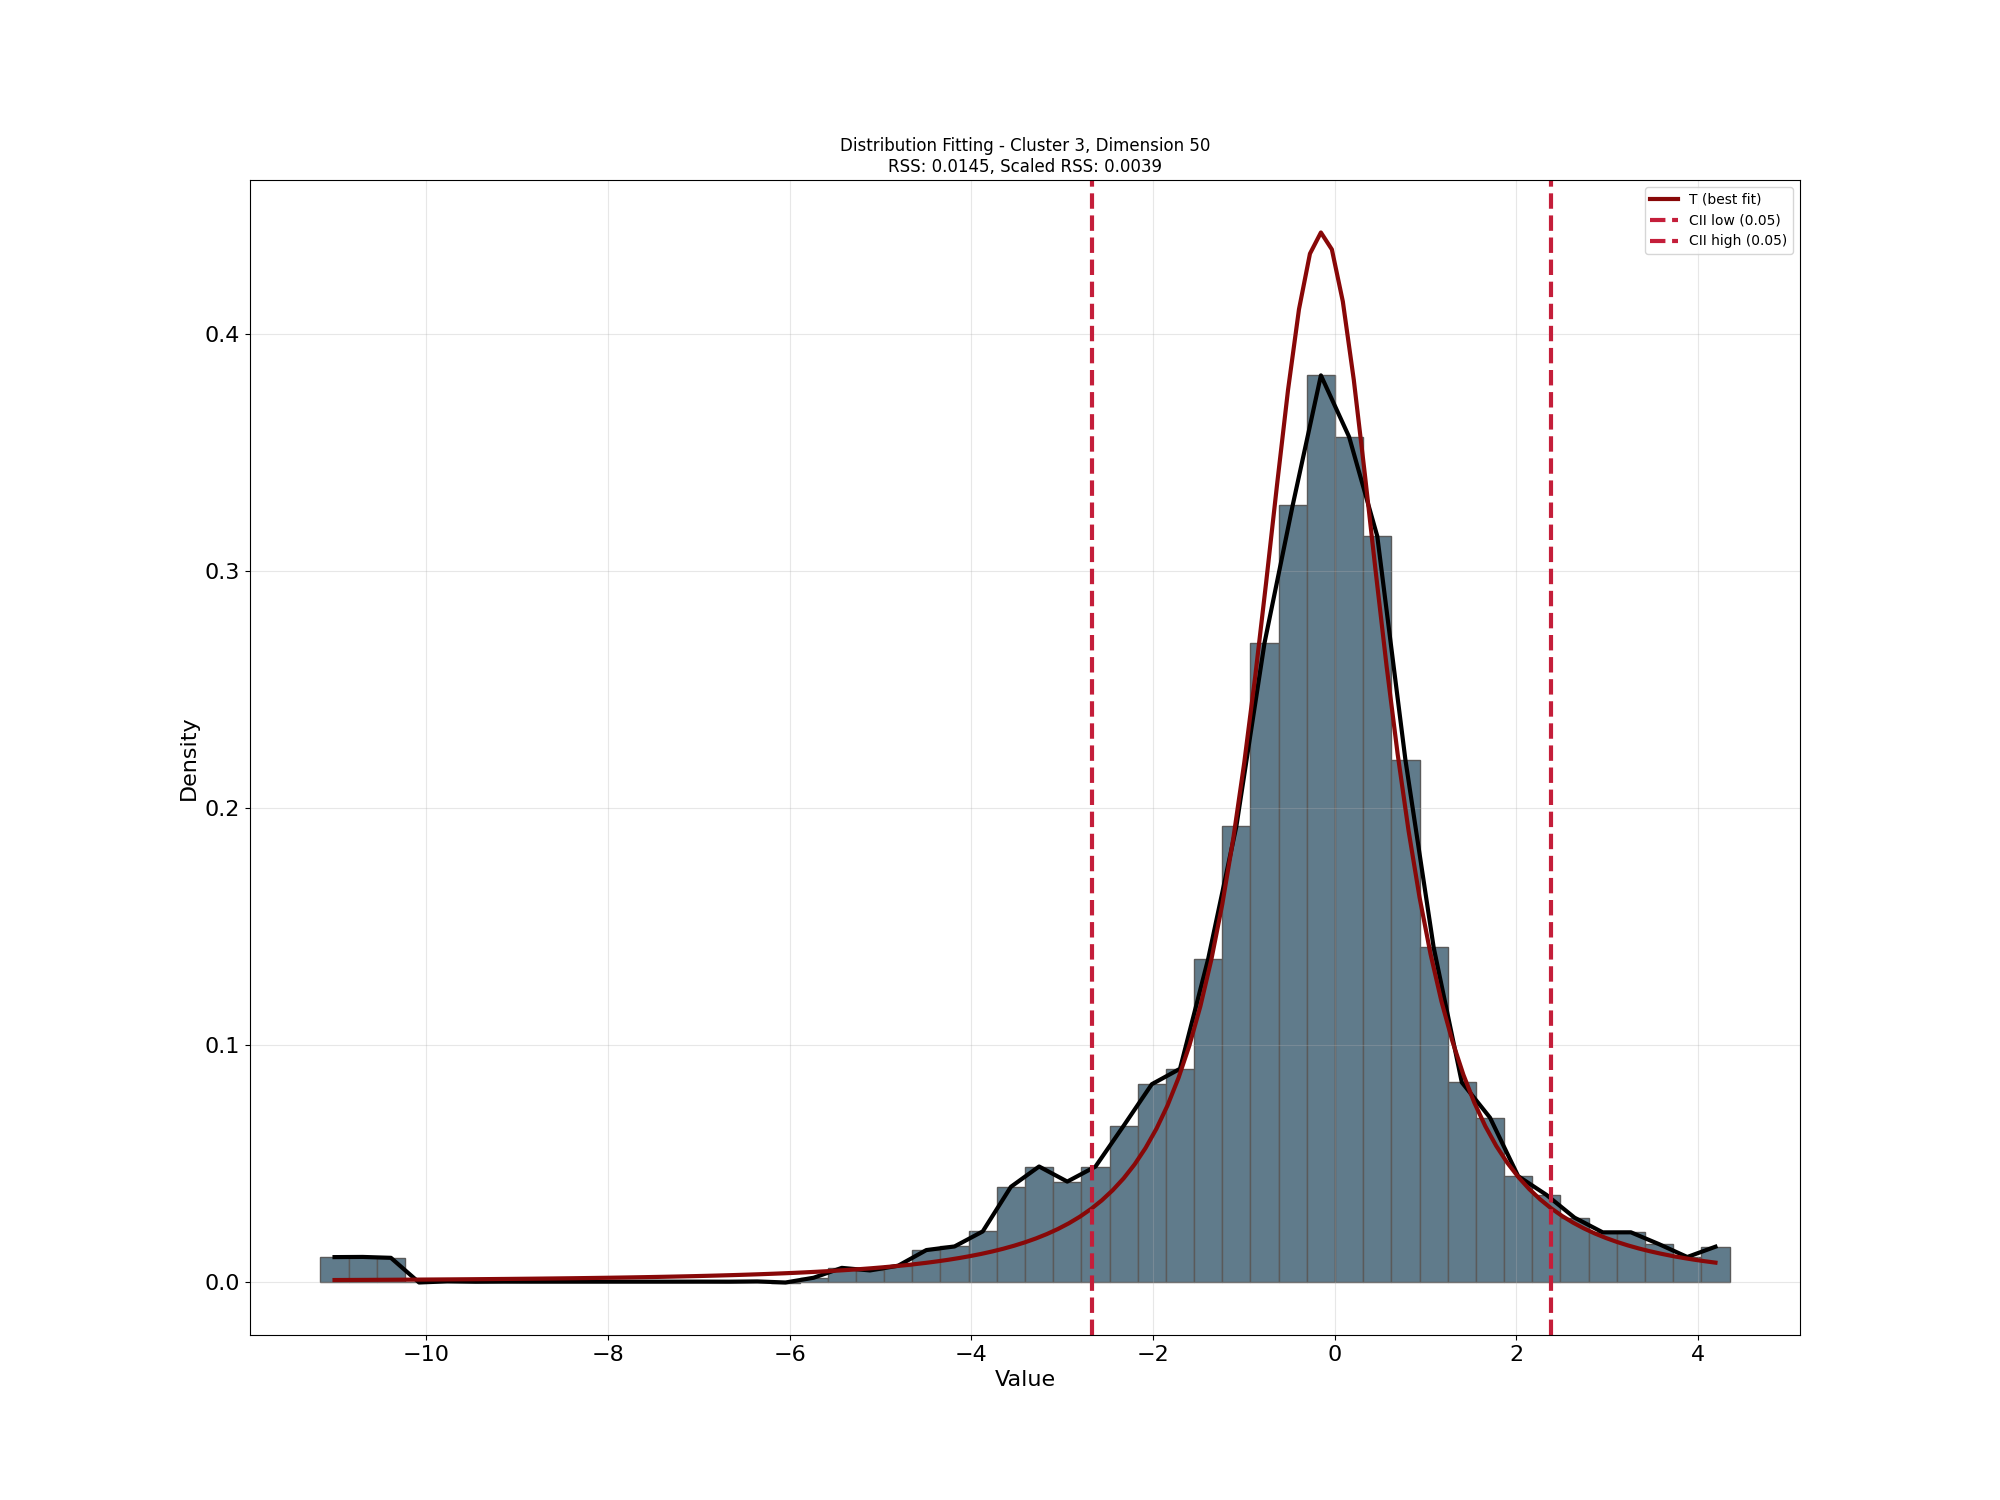 Distribution Fitting - Cluster 3, Dimension 50
RSS: 0.0145, Scaled RSS: 0.0039
T (best fit)
CII low (0.05)
CII high (0.05)
Density
0.4
0.3
0.2
0.1
0.0
−10 −8 −6 −4 −2 0 2 4
Value